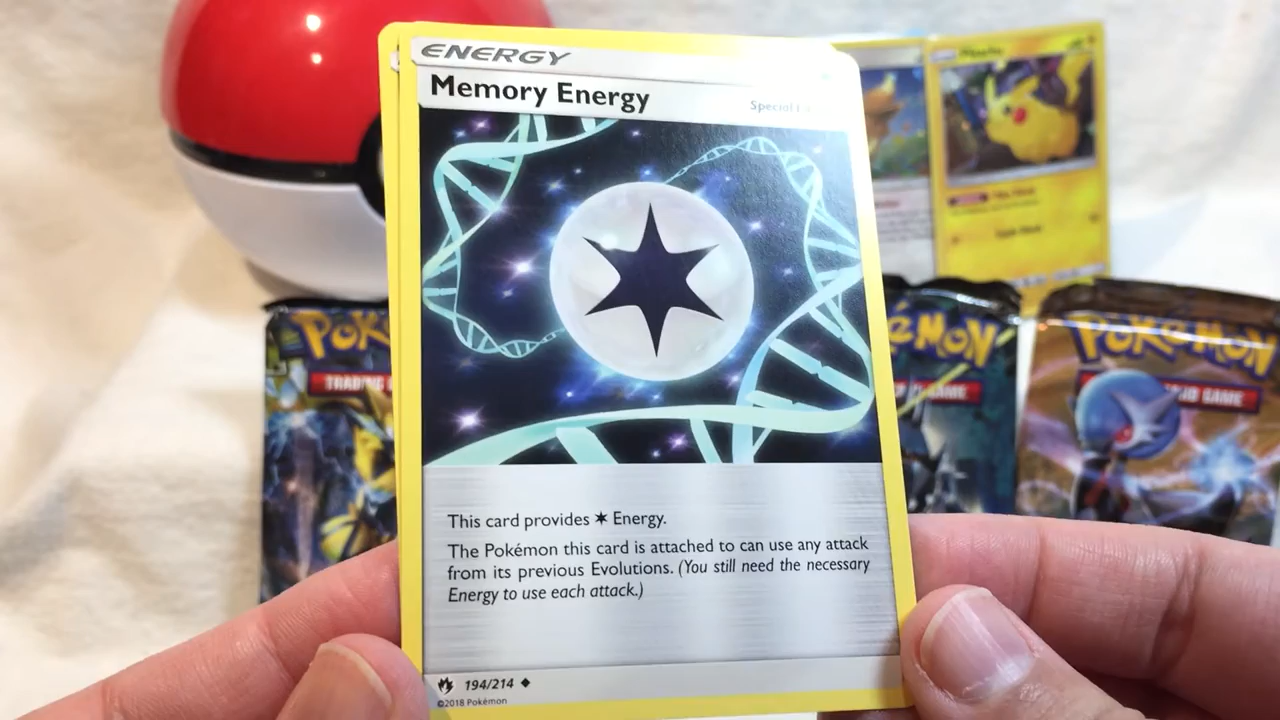 ENERGY
Memory Energy
Special
Pikachu
POK
TRADING
éMON
GAME
POKéMON
GAME
This card provides ✶ Energy.
The Pokémon this card is attached to can use any attack
from its previous Evolutions. (You still need the necessary
Energy to use each attack.)
194/214 ◆
©2018 Pokémon